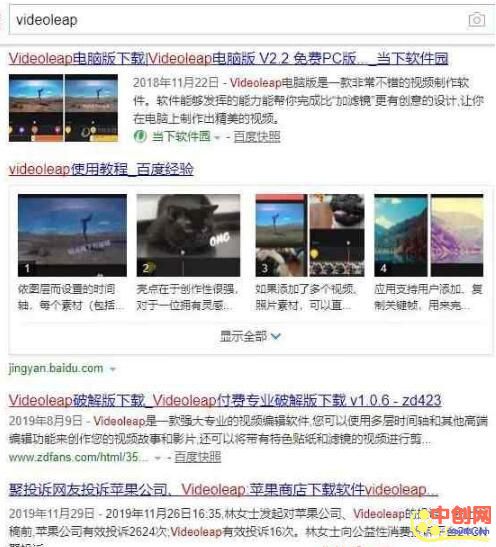 videoleap
Videoleap电脑版下载|Videoleap电脑版 V2.2 免费PC版..._当下软件园
2018年11月22日 - Videoleap电脑版是一款非常不错的视频制作软
件。软件能够发挥的能力能帮你完成比“加滤镜”更有创意的设计,让你
在电脑上制作出精美的视频。
当下软件园 - 百度快照
videoleap使用教程_百度经验
OMG
1 2 3 4
依图层而设置的时间 亮点在于创作性很强, 如果添加了多个视频、 应用支持用户添加、复
轴，每个素材（包括... 对于一位拥有灵感... 照片素材，可以直... 制关键帧，用来完...
显示全部
jingyan.baidu.com
Videoleap破解版下载_Videoleap付费专业破解版下载 v1.0.6 - zd423
2019年8月9日 - Videoleap是一款强大专业的视频编辑软件,您可以使用多层时间轴和其他高端
编辑功能来创作您的视频故事和影片,还可以将带有特色贴纸和滤镜的视频进行剪...
www.zdfans.com/html/35... - 百度快照
聚投诉网友投诉苹果公司、Videoleap:苹果商店下载软件videoleap...
2019年11月29日 - 2019年11月26日16:35,林女士发起对苹果公司、Videoleap的投诉,截
稿前,苹果公司有效投诉2624次;Videoleap有效投诉16次。林女士向公益性消费
中创网